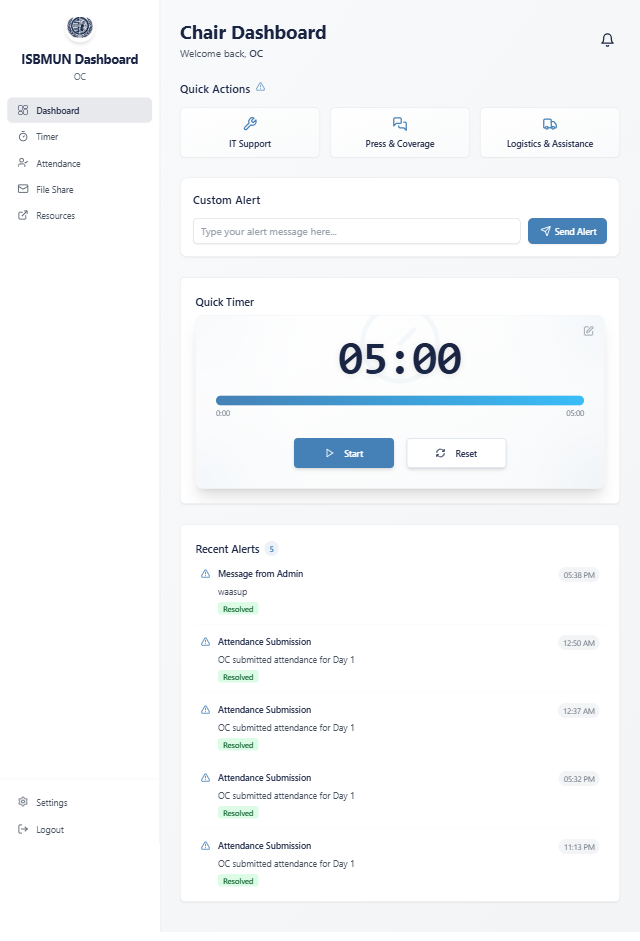 ISBMUN Dashboard
OC
Dashboard
Timer
Attendance
File Share
Resources
Settings
Logout
Chair Dashboard
Welcome back, OC
Quick Actions
IT Support
Press & Coverage
Logistics & Assistance
Custom Alert
Type your alert message here...
Send Alert
Quick Timer
05:00
0:00
05:00
Start
Reset
Recent Alerts 5
Message from Admin
05:38 PM
waasup
Resolved
Attendance Submission
12:50 AM
OC submitted attendance for Day 1
Resolved
Attendance Submission
12:37 AM
OC submitted attendance for Day 1
Resolved
Attendance Submission
05:32 PM
OC submitted attendance for Day 1
Resolved
Attendance Submission
11:13 PM
OC submitted attendance for Day 1
Resolved